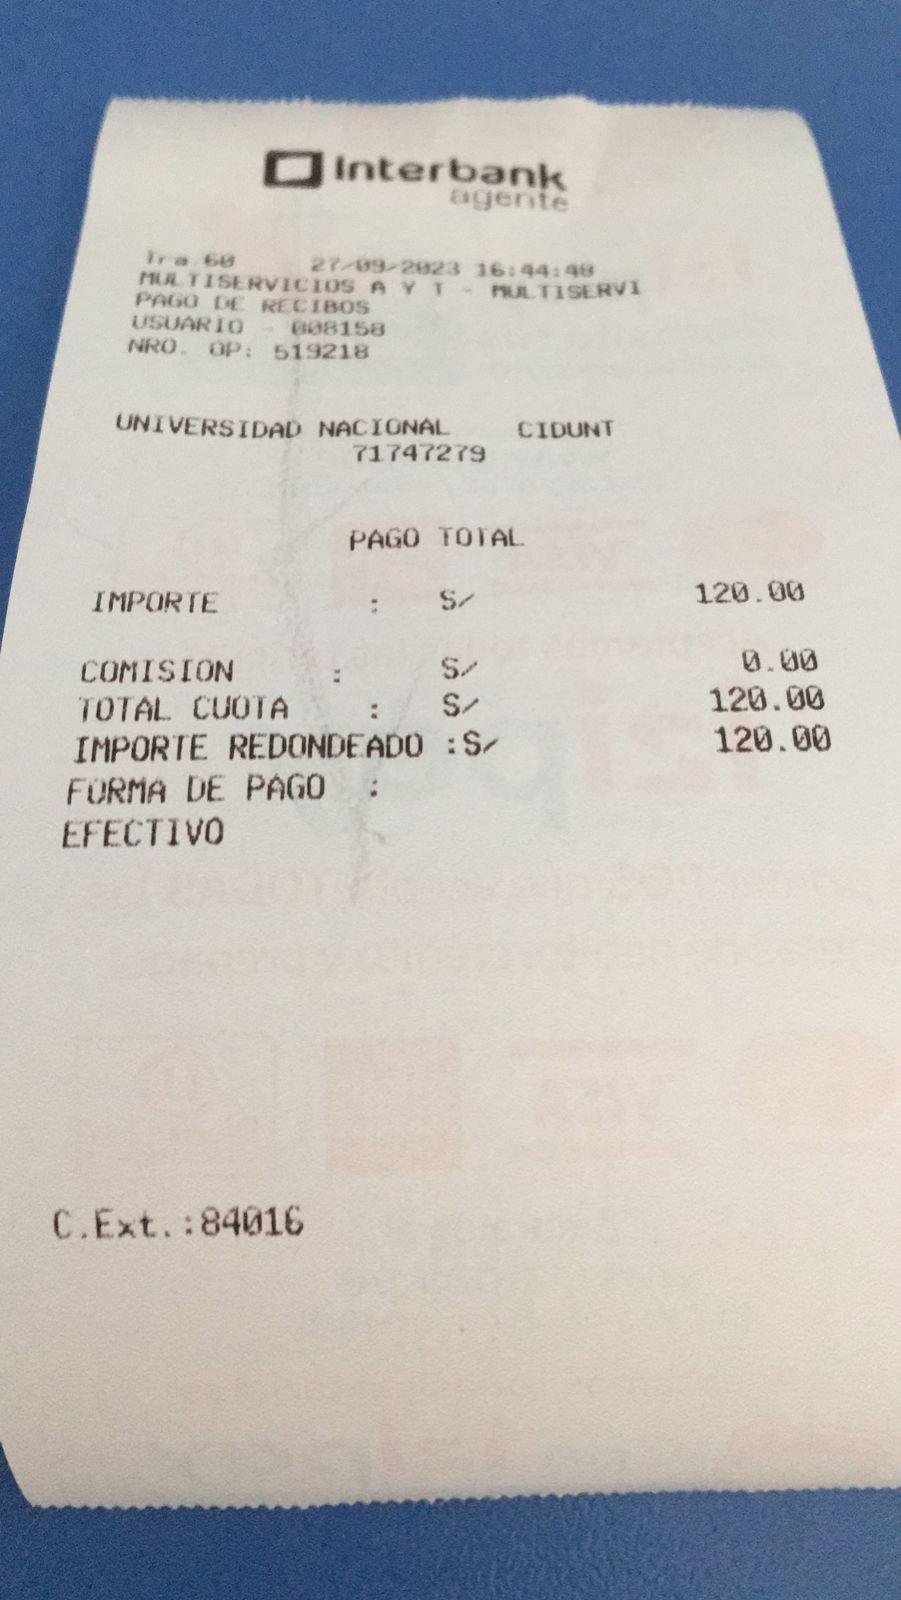 Interbank
agente
Tra.60 27/09/2023 16:44:48
MULTISERVICIOS A Y T - MULTISERVI
PAGO DE RECIBOS
USUARIO - 008158
NRO. OP: 519218
UNIVERSIDAD NACIONAL CIDUNT
71747279
PAGO TOTAL
IMPORTE : S/ 120.00
COMISION : S/ 0.00
TOTAL CUOTA : S/ 120.00
IMPORTE REDONDEADO :S/ 120.00
FORMA DE PAGO :
EFECTIVO
C.Ext.:84016